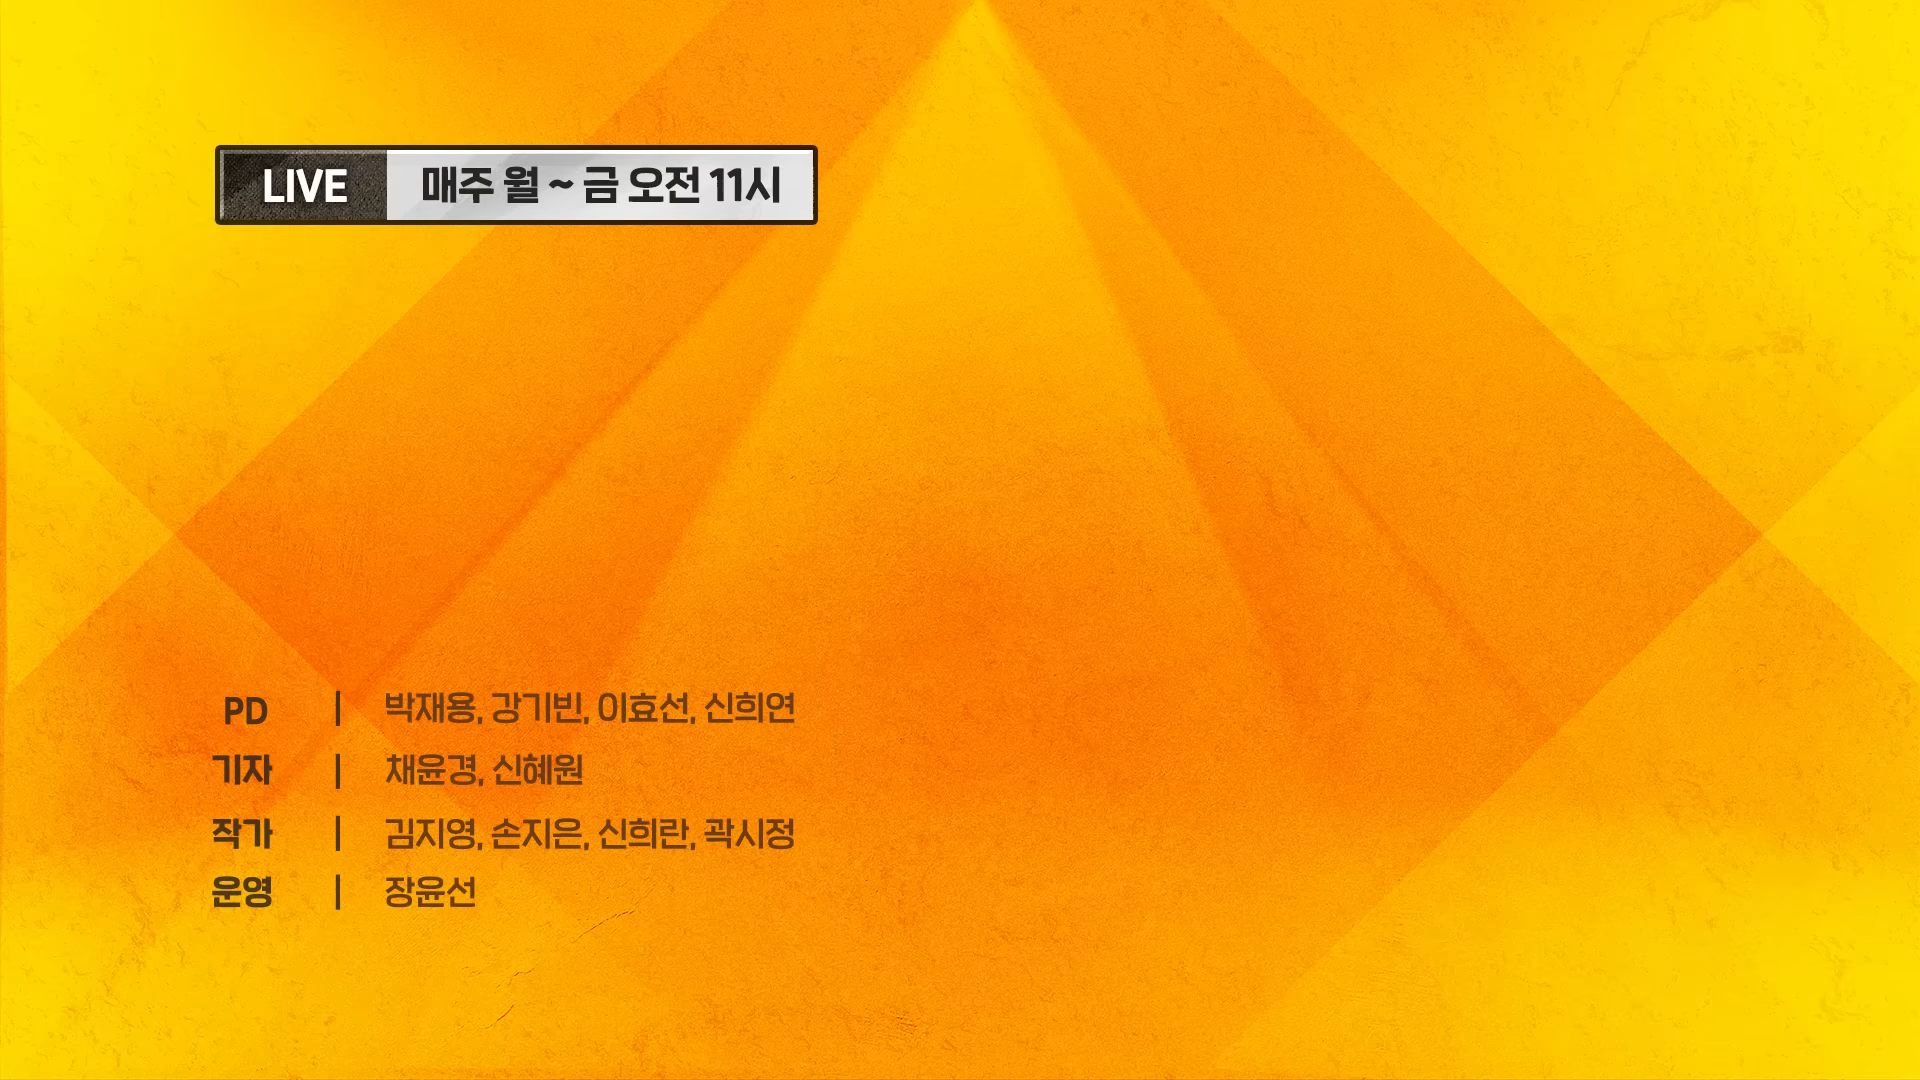 LIVE 매주 월 ~ 금 오전 11시
PD | 박재용, 강기빈, 이효선, 신희연
기자 | 채윤경, 신혜원
작가 | 김지영, 손지은, 신희란, 곽시정
운영 | 장윤선